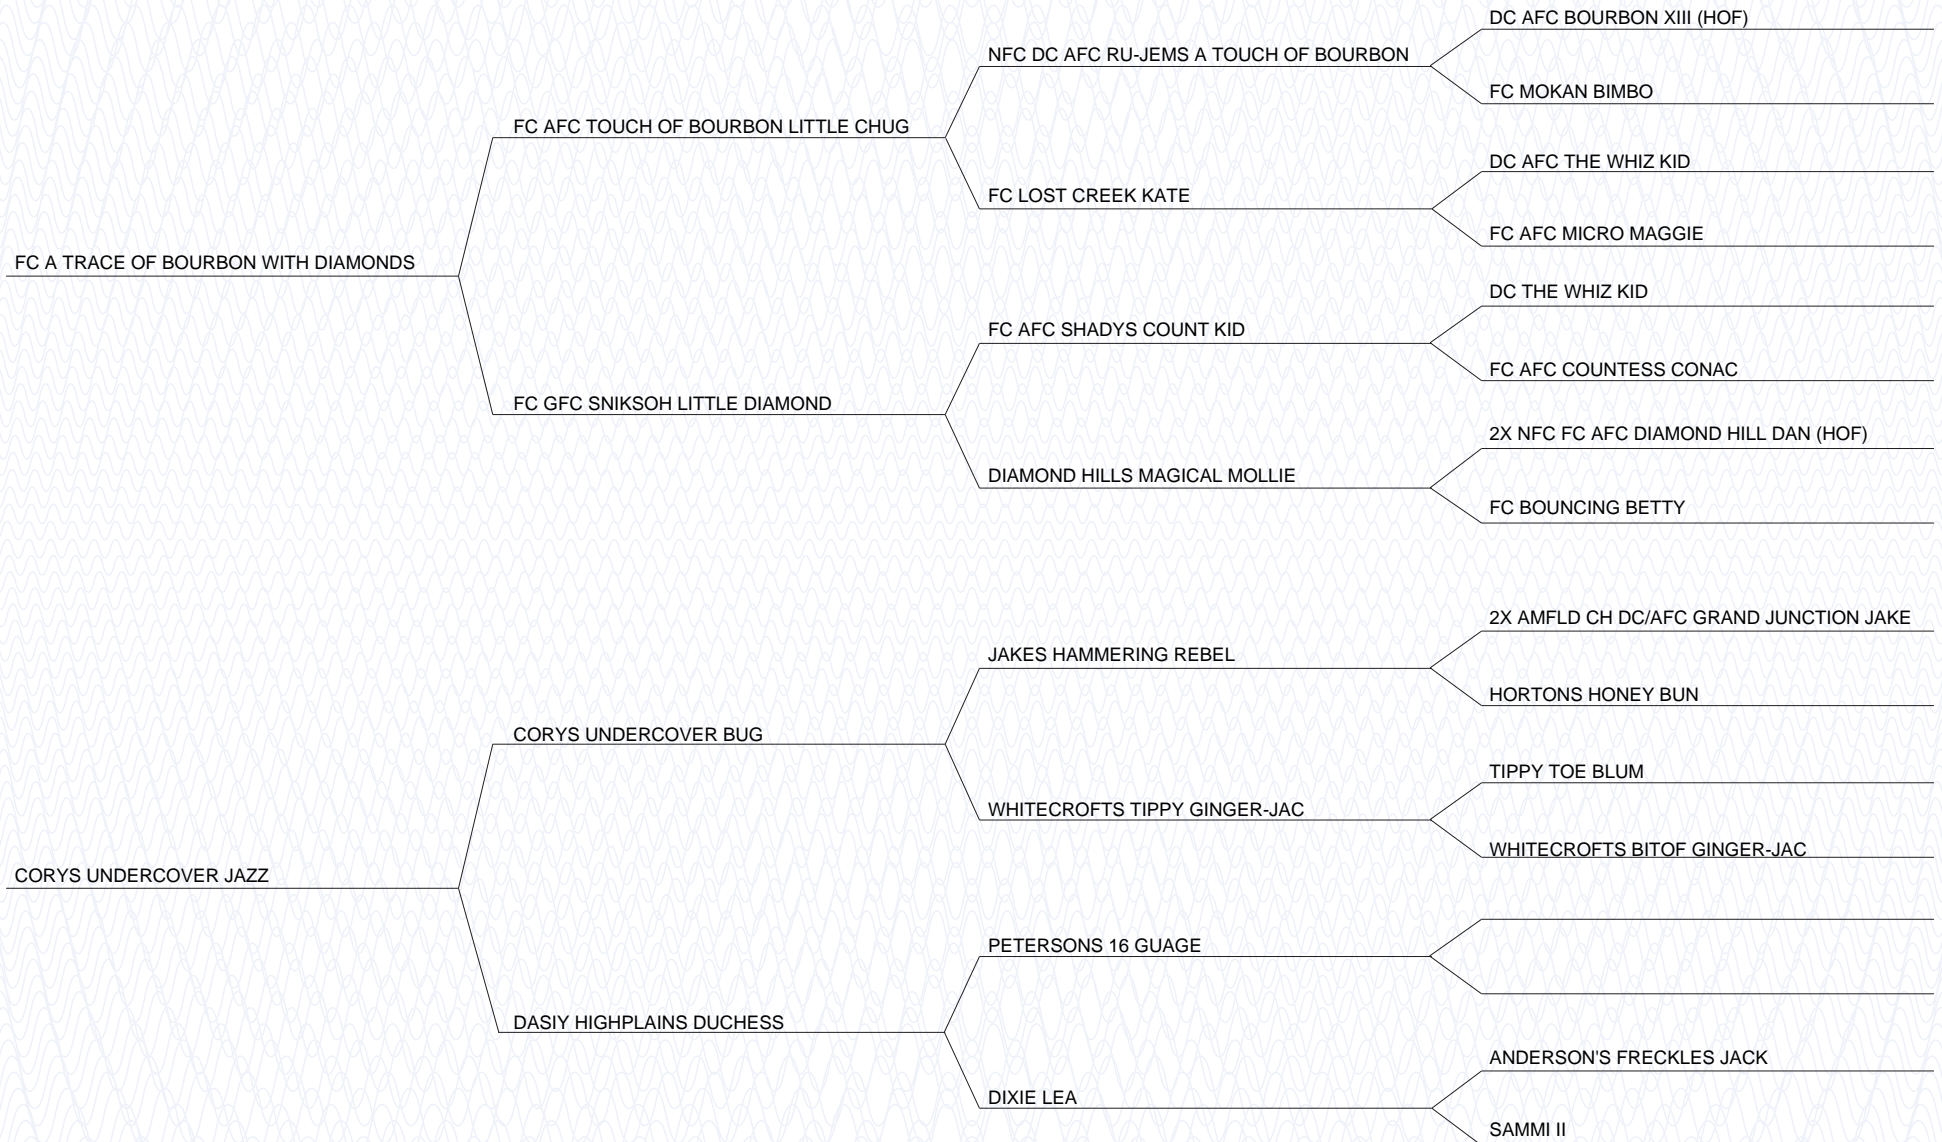 DC AFC BOURBON XIII (HOF)
NFC DC AFC RU-JEMS A TOUCH OF BOURBON
FC MOKAN BIMBO
FC AFC TOUCH OF BOURBON LITTLE CHUG
DC AFC THE WHIZ KID
FC LOST CREEK KATE
FC AFC MICRO MAGGIE
FC A TRACE OF BOURBON WITH DIAMONDS
DC THE WHIZ KID
FC AFC SHADYS COUNT KID
FC AFC COUNTESS CONAC
FC GFC SNIKSOH LITTLE DIAMOND
2X NFC FC AFC DIAMOND HILL DAN (HOF)
DIAMOND HILLS MAGICAL MOLLIE
FC BOUNCING BETTY
2X AMFLD CH DC/AFC GRAND JUNCTION JAKE
JAKES HAMMERING REBEL
HORTONS HONEY BUN
CORYS UNDERCOVER BUG
TIPPY TOE BLUM
WHITECROFTS TIPPY GINGER-JAC
WHITECROFTS BITOF GINGER-JAC
CORYS UNDERCOVER JAZZ
PETERSONS 16 GUAGE
DASIY HIGHPLAINS DUCHESS
ANDERSON'S FRECKLES JACK
DIXIE LEA
SAMMI II